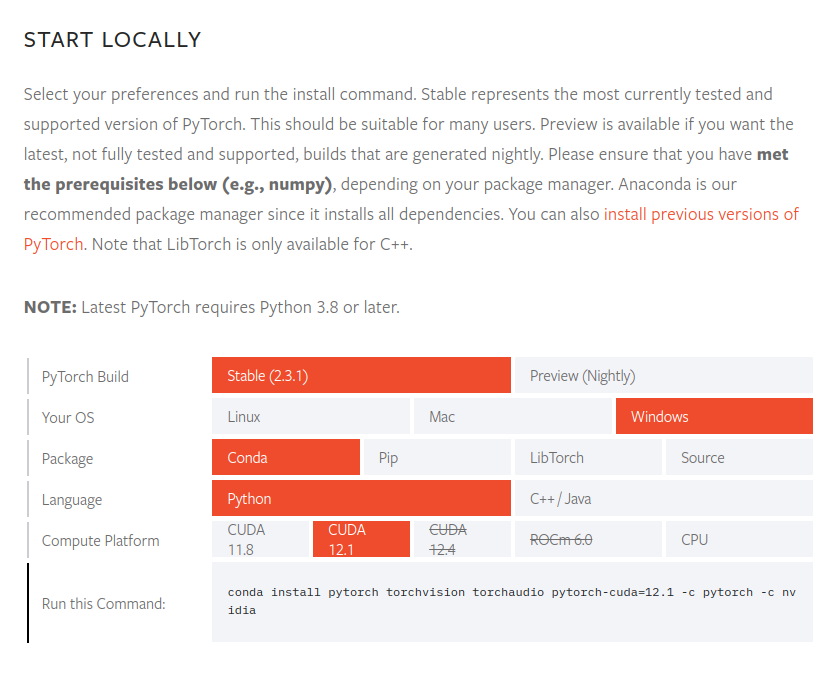 START LOCALLY
Select your preferences and run the install command. Stable represents the most currently tested and
supported version of PyTorch. This should be suitable for many users. Preview is available if you want the
latest, not fully tested and supported, builds that are generated nightly. Please ensure that you have met
the prerequisites below (e.g., numpy), depending on your package manager. Anaconda is our
recommended package manager since it installs all dependencies. You can also install previous versions of
PyTorch. Note that LibTorch is only available for C++.
NOTE: Latest PyTorch requires Python 3.8 or later.
PyTorch Build Stable (2.3.1) Preview (Nightly)
Your OS Linux Mac Windows
Package Conda Pip LibTorch Source
Language Python C++ / Java
Compute Platform CUDA 11.8 CUDA 12.1 CUDA 12.4 ROCm 6.0 CPU
Run this Command: conda install pytorch torchvision torchaudio pytorch-cuda=12.1 -c pytorch -c nv
idia